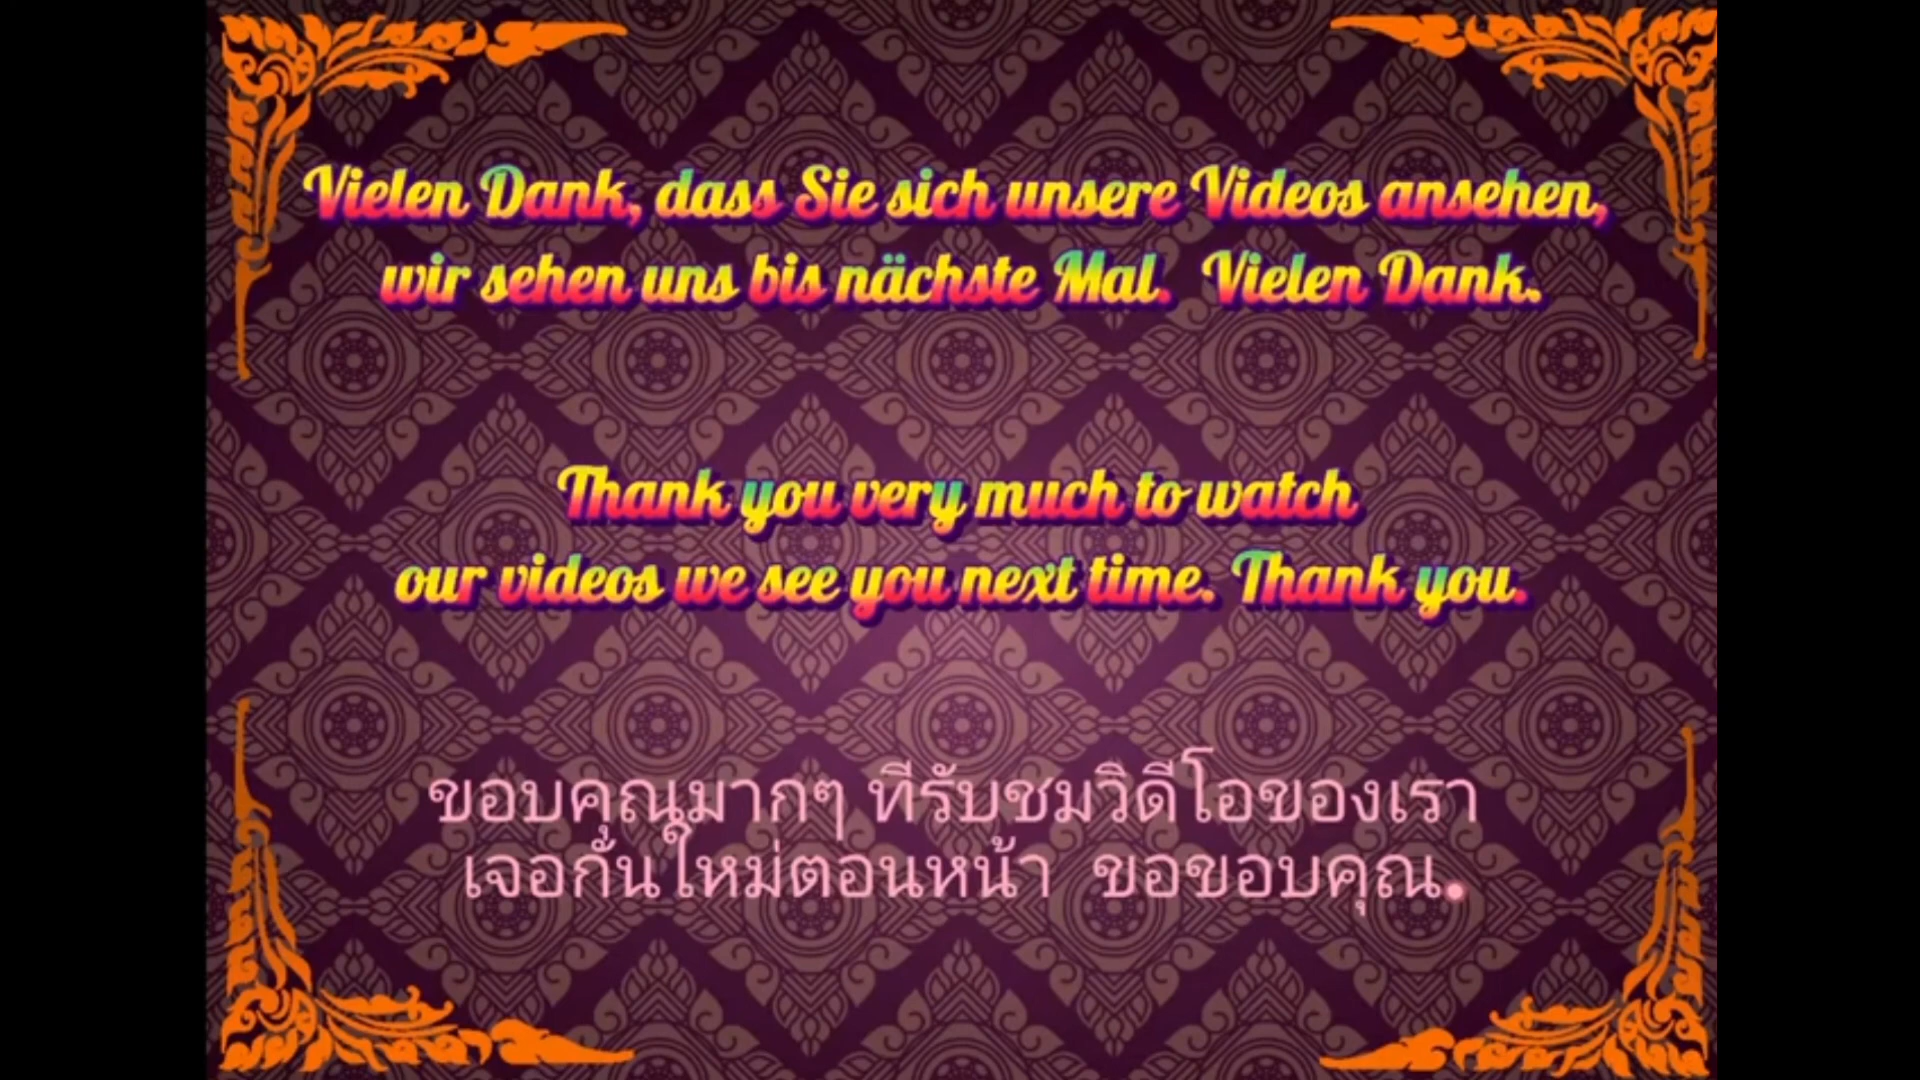 Vielen Dank, dass Sie sich unsere Videos ansehen,
wir sehen uns bis nächste Mal. Vielen Dank.
Thank you very much to watch
our videos we see you next time. Thank you.
ขอบคุณมากๆ ที่รับชมวิดีโอของเรา
เจอกันใหม่ตอนหน้า ขอขอบคุณ.